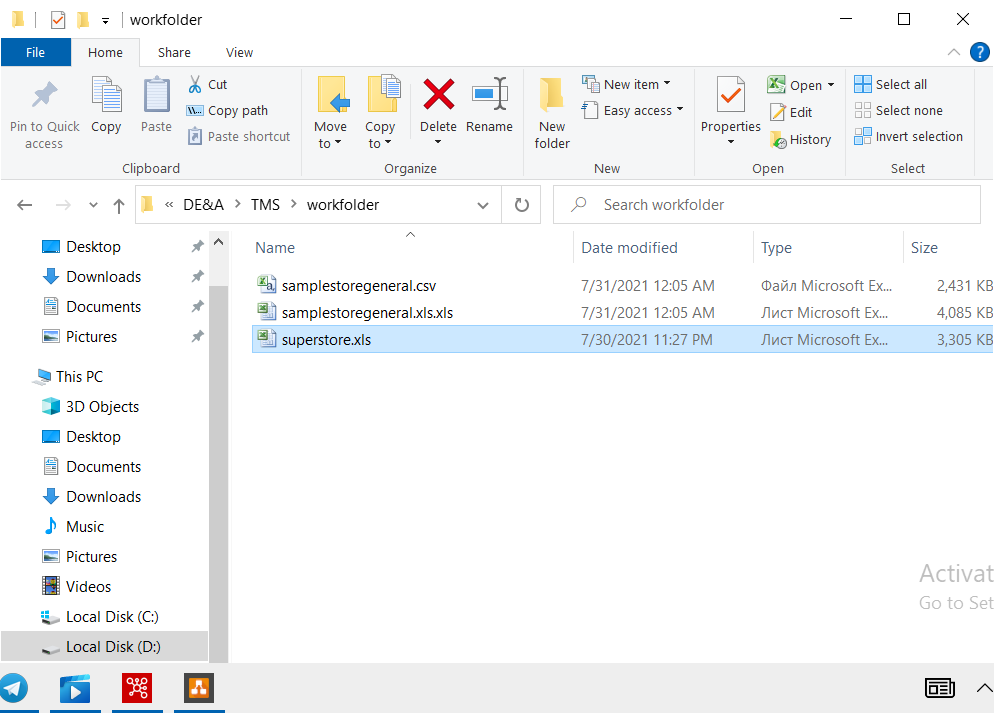 workfolder
File Home Share View
Pin to Quick access
Copy
Paste
Cut
Copy path
Paste shortcut
Clipboard
Move to
Copy to
Delete
Rename
Organize
New folder
New item
Easy access
New
Properties
Open
Edit
History
Open
Select all
Select none
Invert selection
Select
« DE&A > TMS > workfolder
Search workfolder
Name Date modified Type Size
samplestoregeneral.csv 7/31/2021 12:05 AM Файл Microsoft Ex... 2,431 KB
samplestoregeneral.xls.xls 7/31/2021 12:05 AM Лист Microsoft Ex... 4,085 KB
superstore.xls 7/30/2021 11:27 PM Лист Microsoft Ex... 3,305 KB
Desktop
Downloads
Documents
Pictures
This PC
3D Objects
Desktop
Documents
Downloads
Music
Pictures
Videos
Local Disk (C:)
Local Disk (D:)
Activat
Go to Set